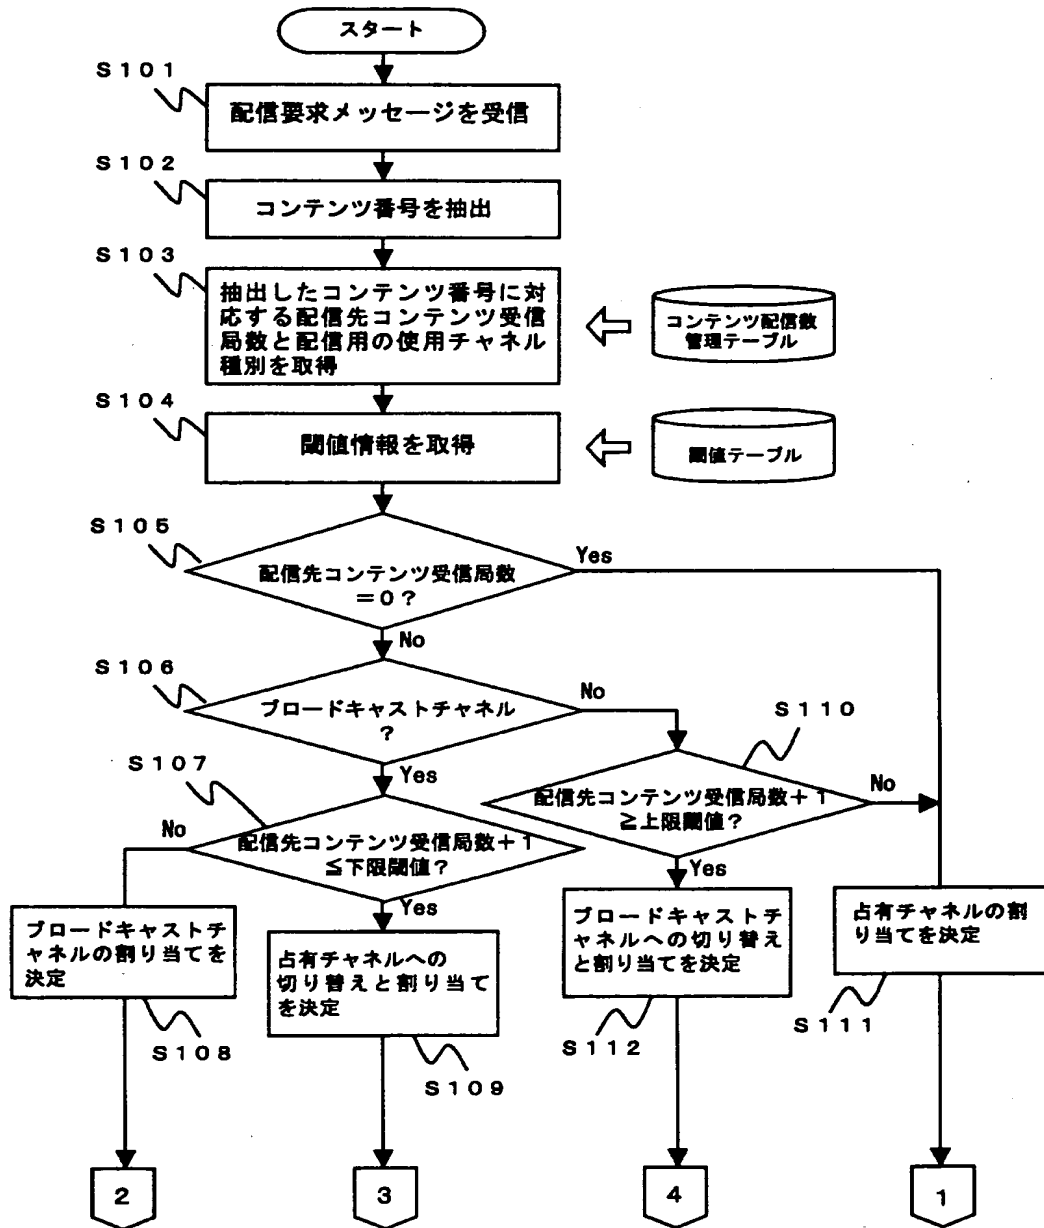 スタート
S101
配信要求メッセージを受信
S102
コンテンツ番号を抽出
S103
抽出したコンテンツ番号に対
応する配信先コンテンツ受信
局数と配信用の使用チャネル
種別を取得
コンテンツ配信数
管理テーブル
S104
閾値情報を取得
閾値テーブル
S105
配信先コンテンツ受信局数
=0?
Yes
No
S106
ブロードキャストチャネル
?
No
Yes
S110
配信先コンテンツ受信局数+1
≧上限閾値?
No
Yes
S107
配信先コンテンツ受信局数+1
≦下限閾値?
No
Yes
ブロードキャストチ
ャネルの割り当てを
決定
S108
占有チャネルへの
切り替えと割り当て
を決定
S109
ブロードキャストチ
ャネルへの切り替え
と割り当てを決定
S112
占有チャネルの割
り当てを決定
S111
2
3
4
1